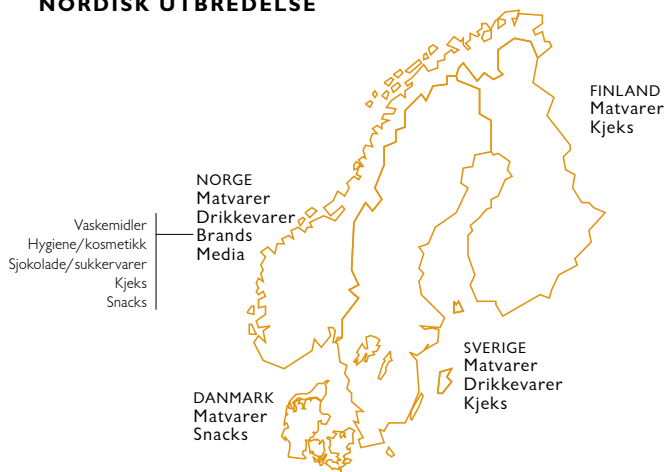 NORDISK UTBREDELSE
FINLAND
Matvarer
Kjeks
NORGE
Matvarer
Drikkevarer
Brands
Media
Vaskemidler
Hygiene/kosmetikk
Sjokolade/sukkervarer
Kjeks
Snacks
SVERIGE
Matvarer
Drikkevarer
Kjeks
DANMARK
Matvarer
Snacks